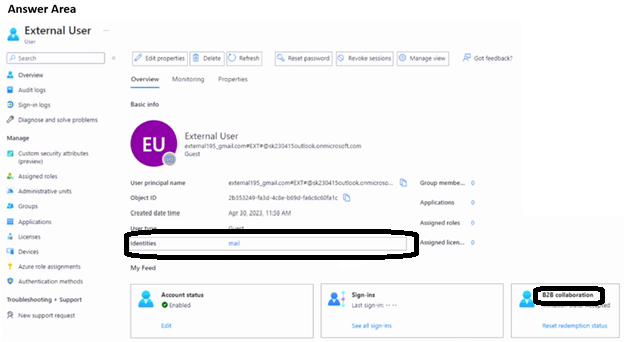 Answer Area
External User
User
Search
Edit properties
Delete
Refresh
Reset password
Revoke sessions
Manage view
Got feedback?
Overview
Audit logs
Sign-in logs
Diagnose and solve problems
Manage
Custom security attributes
(preview)
Assigned roles
Administrative units
Groups
Applications
Licenses
Devices
Azure role assignments
Authentication methods
Troubleshooting + Support
New support request
Overview Monitoring Properties
Basic info
EU
External User
external195_gmail.com#EXT#@sk230415outlook.onmicrosoft.com
Guest
User principal name external195_gmail.com#EXT#@sk230415outlook.onmicroso...
Object ID 2b353249-fa3d-4c8e-b69d-fa6c6c60fa1c
Created date time Apr 30, 2023, 11:58 AM
User type Guest
Identities mail
Group membe... 0
Applications 0
Assigned roles 0
Assigned licen... 0
My Feed
Account status
Enabled
Edit
Sign-ins
Last sign-in: -- --
See all sign-ins
B2B collaboration
Reset redemption status